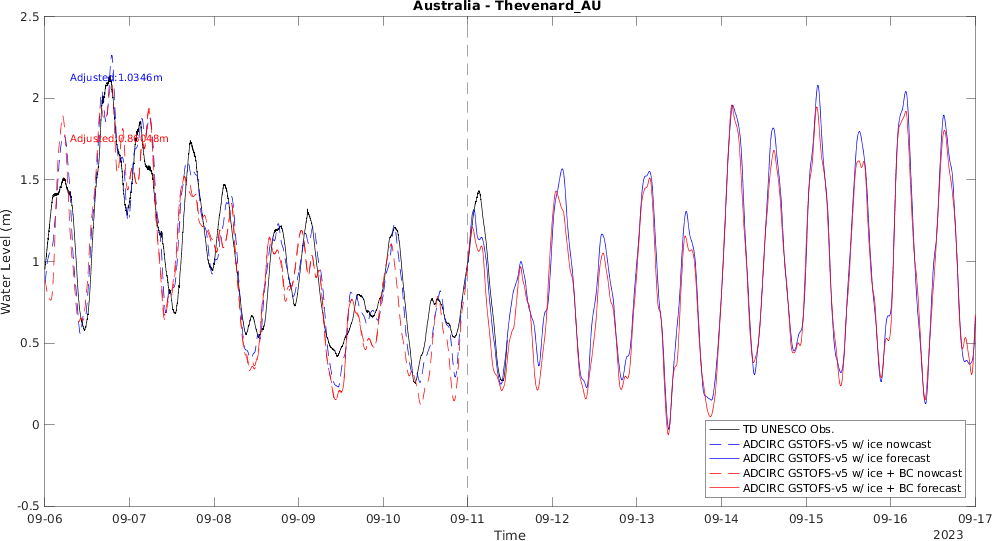 Australia - Thevenard_AU
2.5
2
1.5
1
0.5
0
-0.5
Water Level (m)
Adjusted:1.0346m
Adjusted:0.86048m
09-06
09-07
09-08
09-09
09-10
09-11
09-12
09-13
09-14
09-15
09-16
09-17
Time
2023
TD UNESCO Obs.
ADCIRC GSTOFS-v5 w/ ice nowcast
ADCIRC GSTOFS-v5 w/ ice forecast
ADCIRC GSTOFS-v5 w/ ice + BC nowcast
ADCIRC GSTOFS-v5 w/ ice + BC forecast